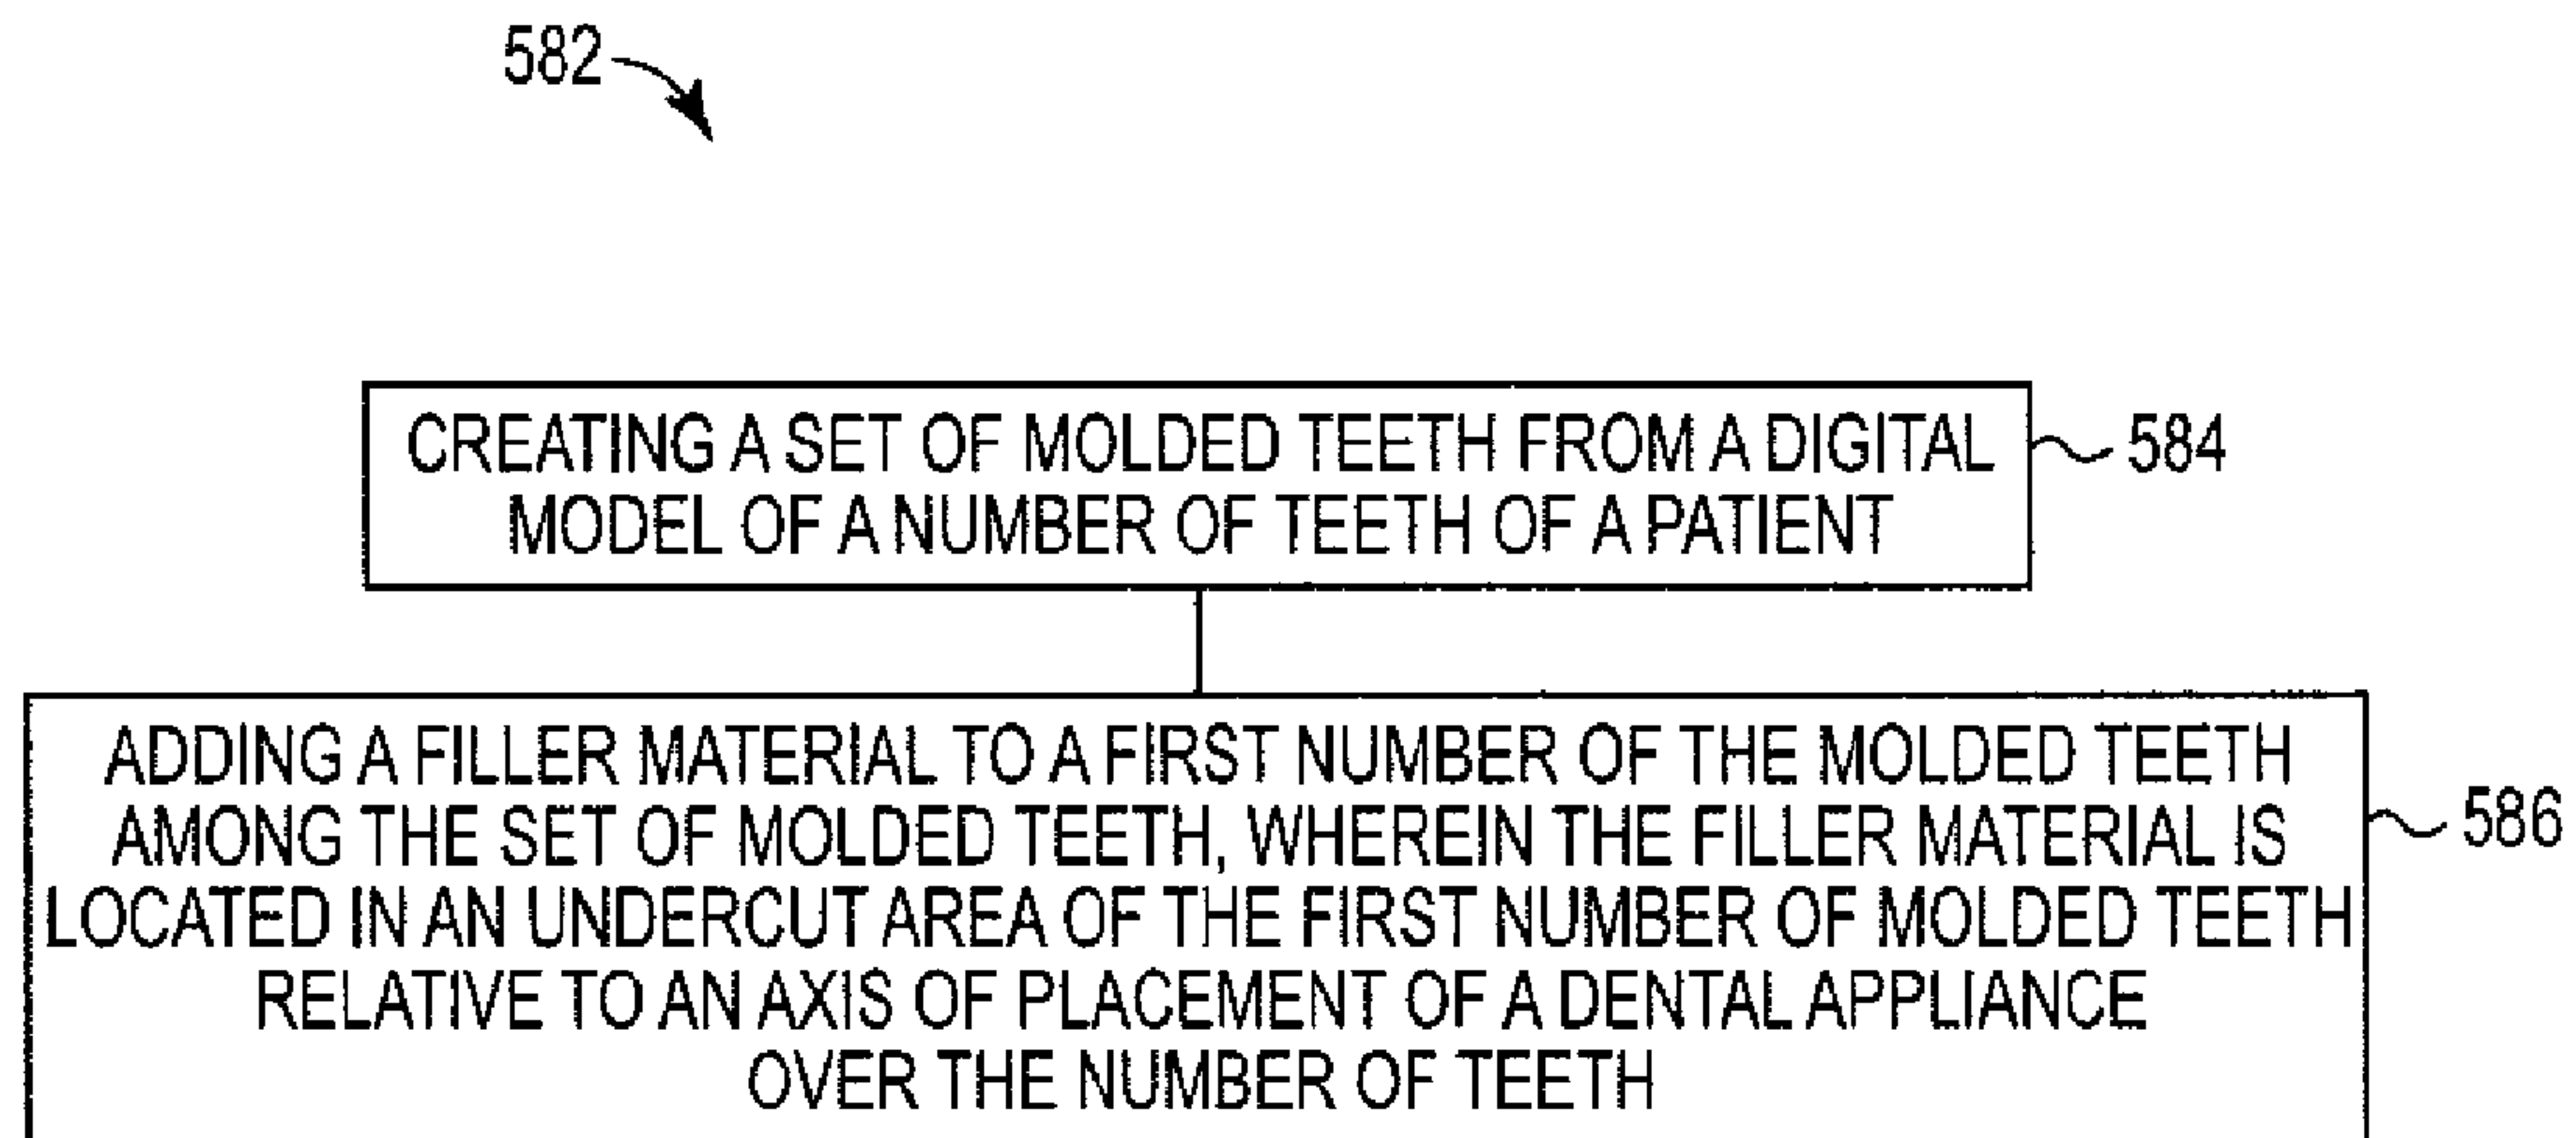 582
CREATING A SET OF MOLDED TEETH FROM A DIGITAL
MODEL OF A NUMBER OF TEETH OF A PATIENT
584
ADDING A FILLER MATERIAL TO A FIRST NUMBER OF THE MOLDED TEETH
AMONG THE SET OF MOLDED TEETH, WHEREIN THE FILLER MATERIAL IS
LOCATED IN AN UNDERCUT AREA OF THE FIRST NUMBER OF MOLDED TEETH
RELATIVE TO AN AXIS OF PLACEMENT OF A DENTAL APPLIANCE
OVER THE NUMBER OF TEETH
586